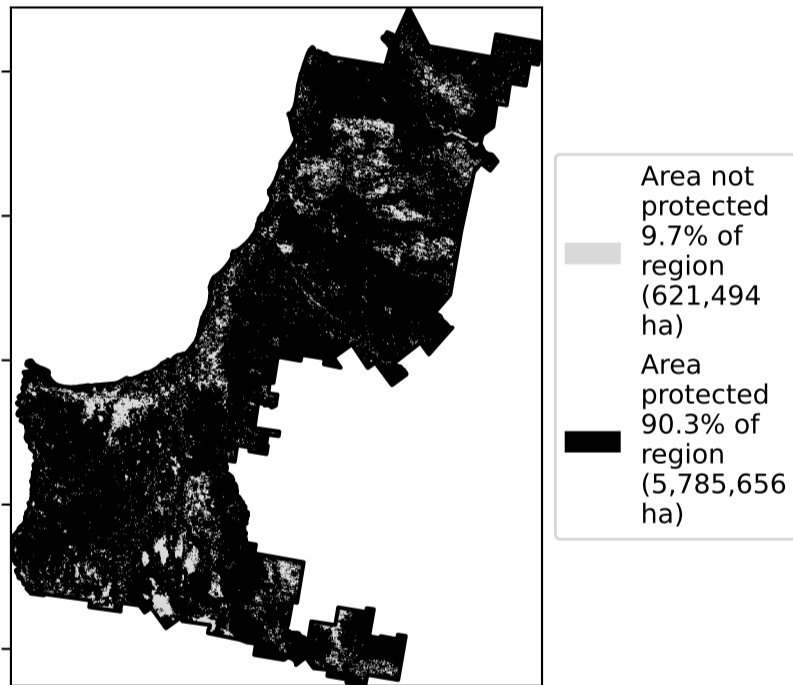 Area not
protected
9.7% of
region
(621,494
ha)
Area
protected
90.3% of
region
(5,785,656
ha)